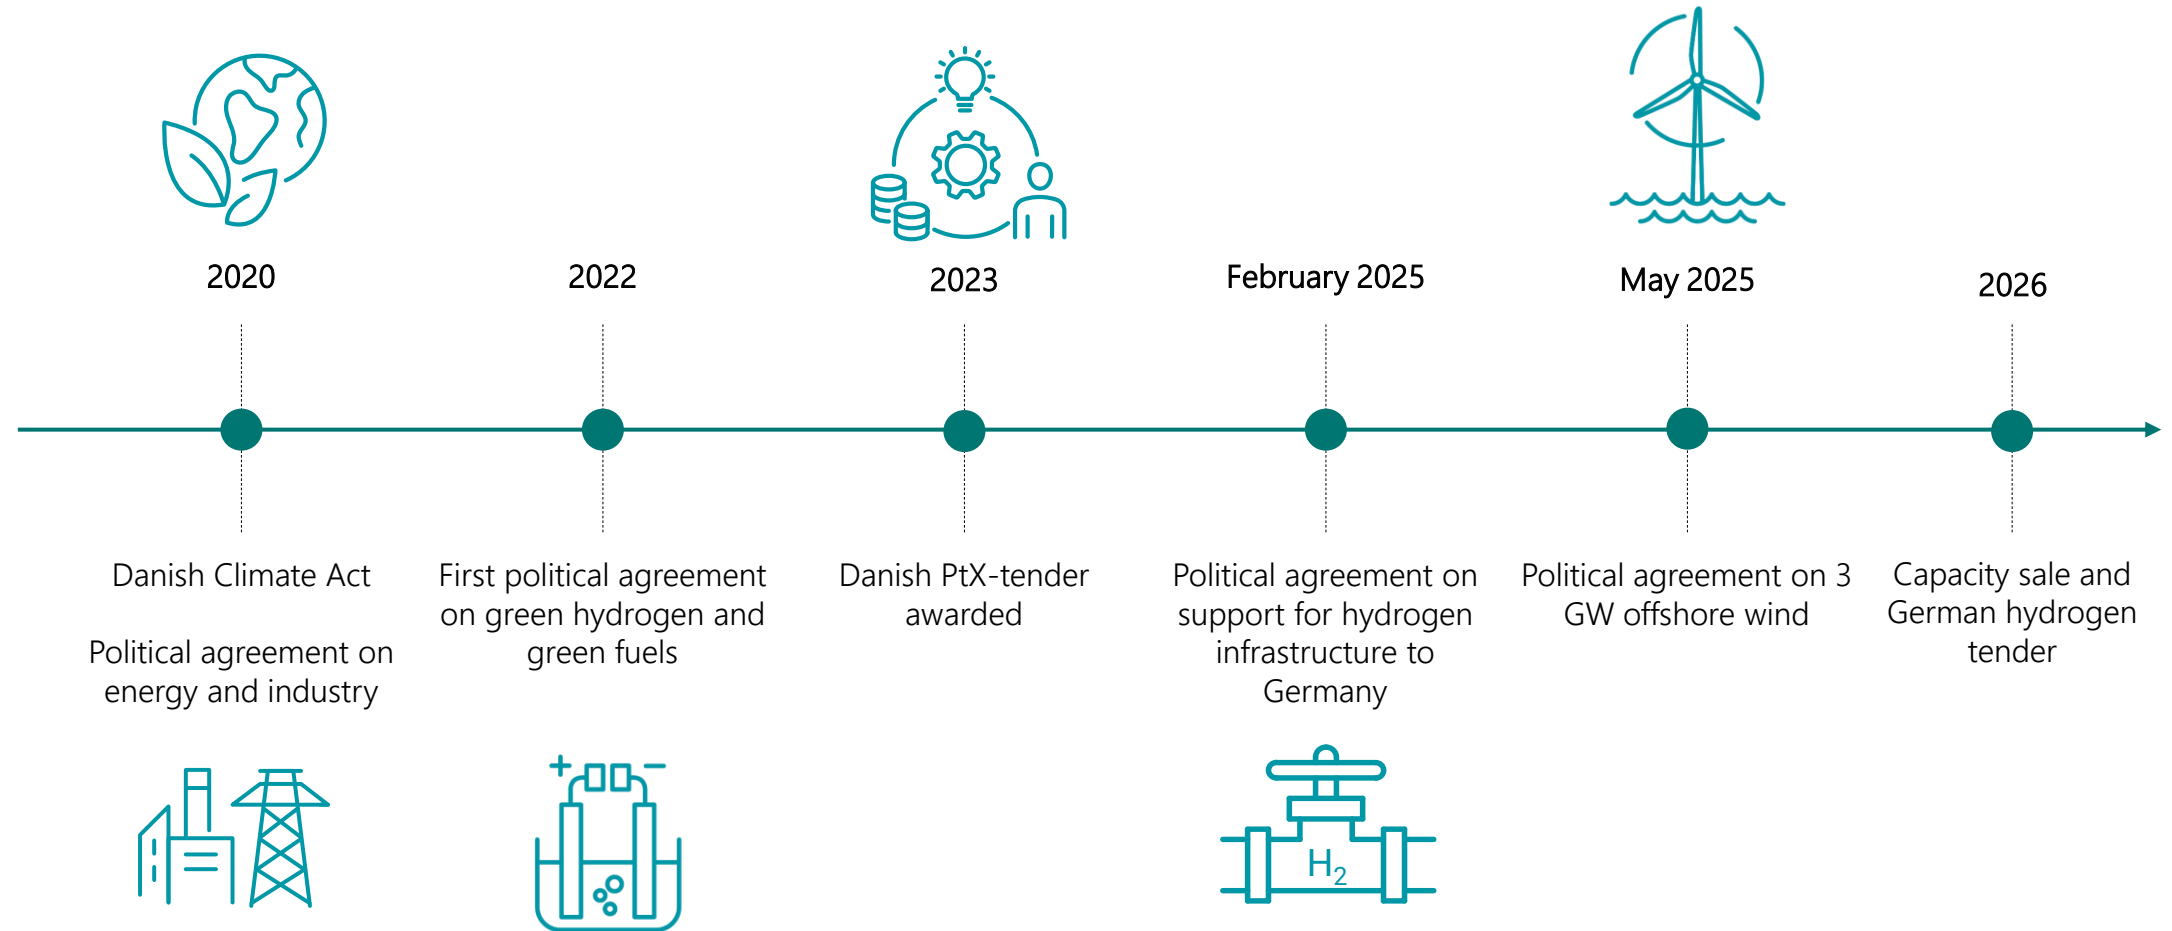 2020
2022
2023
February 2025
May 2025
2026
Danish Climate Act
Political agreement on
energy and industry
First political agreement
on green hydrogen and
green fuels
Danish PtX-tender
awarded
Political agreement on
support for hydrogen
infrastructure to
Germany
Political agreement on 3
GW offshore wind
Capacity sale and
German hydrogen
tender
+ −
H₂